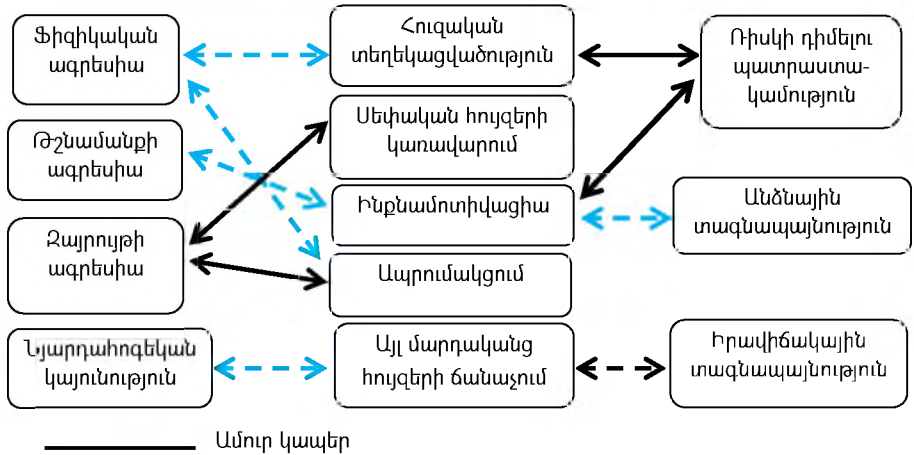 Ֆիզիկական
ագրեսիա
Թշնամանքի
ագրեսիա
Զայրույթի
ագրեսիա
Նյարդահոգեկան
կայունություն
Հուզական
տեղեկացվածություն
Սեփական հույզերի
կառավարում
Ինքնամոտիվացիա
Ապրումակցում
Այլ մարդականց
հույզերի ճանաչում
Ռիսկի դիմելու
պատրաստա-
կամություն
Անձնային
տագնապայնություն
Իրավիճակային
տագնապայնություն
Ամուր կապեր